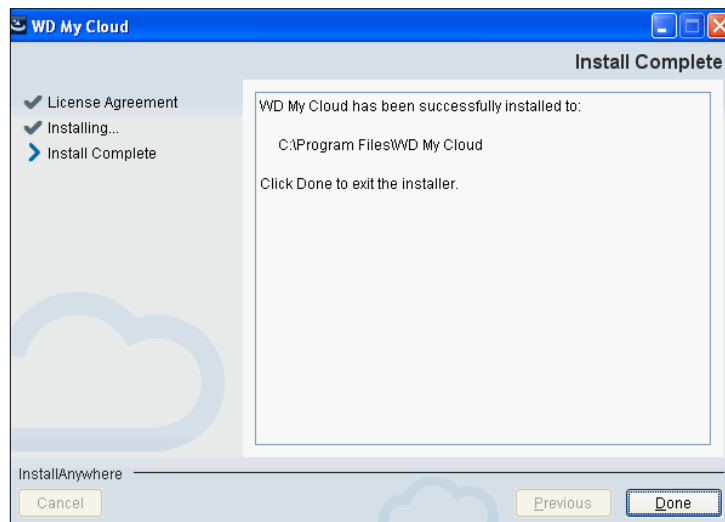 WD My Cloud
Install Complete
License Agreement
Installing...
Install Complete
WD My Cloud has been successfully installed to:
C:\Program Files\WD My Cloud
Click Done to exit the installer.
InstallAnywhere
Cancel
Previous
Done